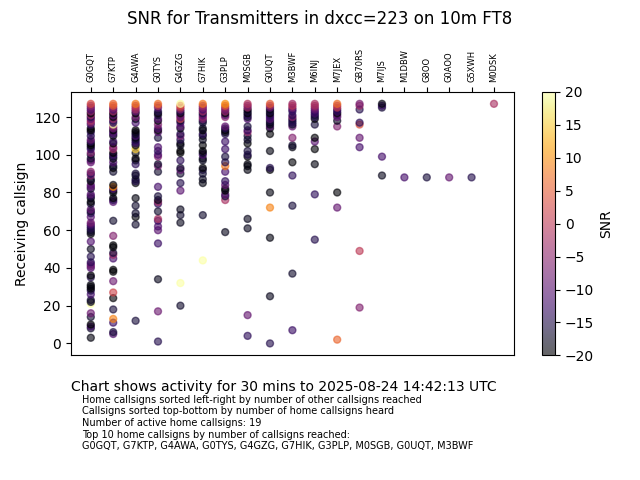 SNR for Transmitters in dxcc=223 on 10m FT8
G0GQT G7KTP G4AWA G0TYS G4GZG G7HIK G3PLP M0SGB G0UQT M3BWF M6INJ M7JEX GB70RS M7IJS M1DBW G8OO G0AOO G5XWH M0DSK
120
100
80
60
40
20
0
Receiving callsign
20
15
10
5
0
−5
−10
−15
−20
SNR
Chart shows activity for 30 mins to 2025-08-24 14:42:13 UTC
Home callsigns sorted left-right by number of other callsigns reached
Callsigns sorted top-bottom by number of home callsigns heard
Number of active home callsigns: 19
Top 10 home callsigns by number of callsigns reached:
G0GQT, G7KTP, G4AWA, G0TYS, G4GZG, G7HIK, G3PLP, M0SGB, G0UQT, M3BWF